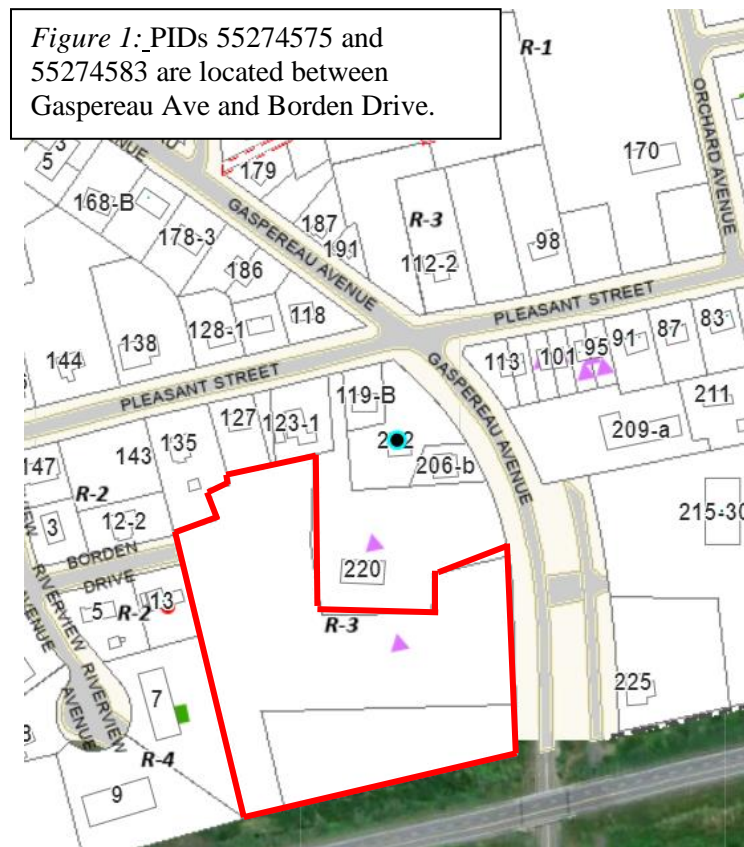 Figure 1: PIDs 55274575 and
55274583 are located between
Gaspereau Ave and Borden Drive.
R-1
ORCHARD AVENUE
AVENUE
5
179
170
168-B
GASPEREAU AVENUE
187
R-3
178-3
191
98
112-2
186
PLEASANT STREET
118
128-1
138
144
113
101
95
91
87
83
GASPEREAU AVENUE
PLEASANT STREET
119-B
127
123-1
211
135
209-a
206-b
147
143
R-2
215-30
3
12-2
BORDEN
DRIVE
220
RIVERVIEW
AVENUE
13
5
R-2
R-3
225
7
RIVERVIEW
AVENUE
R-4
9